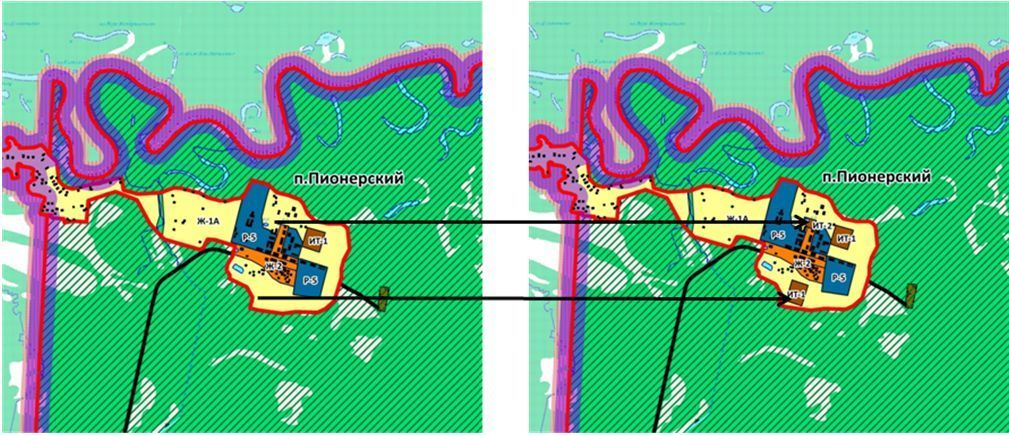 п.Пионерский
Ж-1А
Р-5
ИТ-1
Ж-2
Р-5
п.Пионерский
Ж-1А
ИТ-2
Р-5
ИТ-1
Ж-2
Р-5
ИТ-1